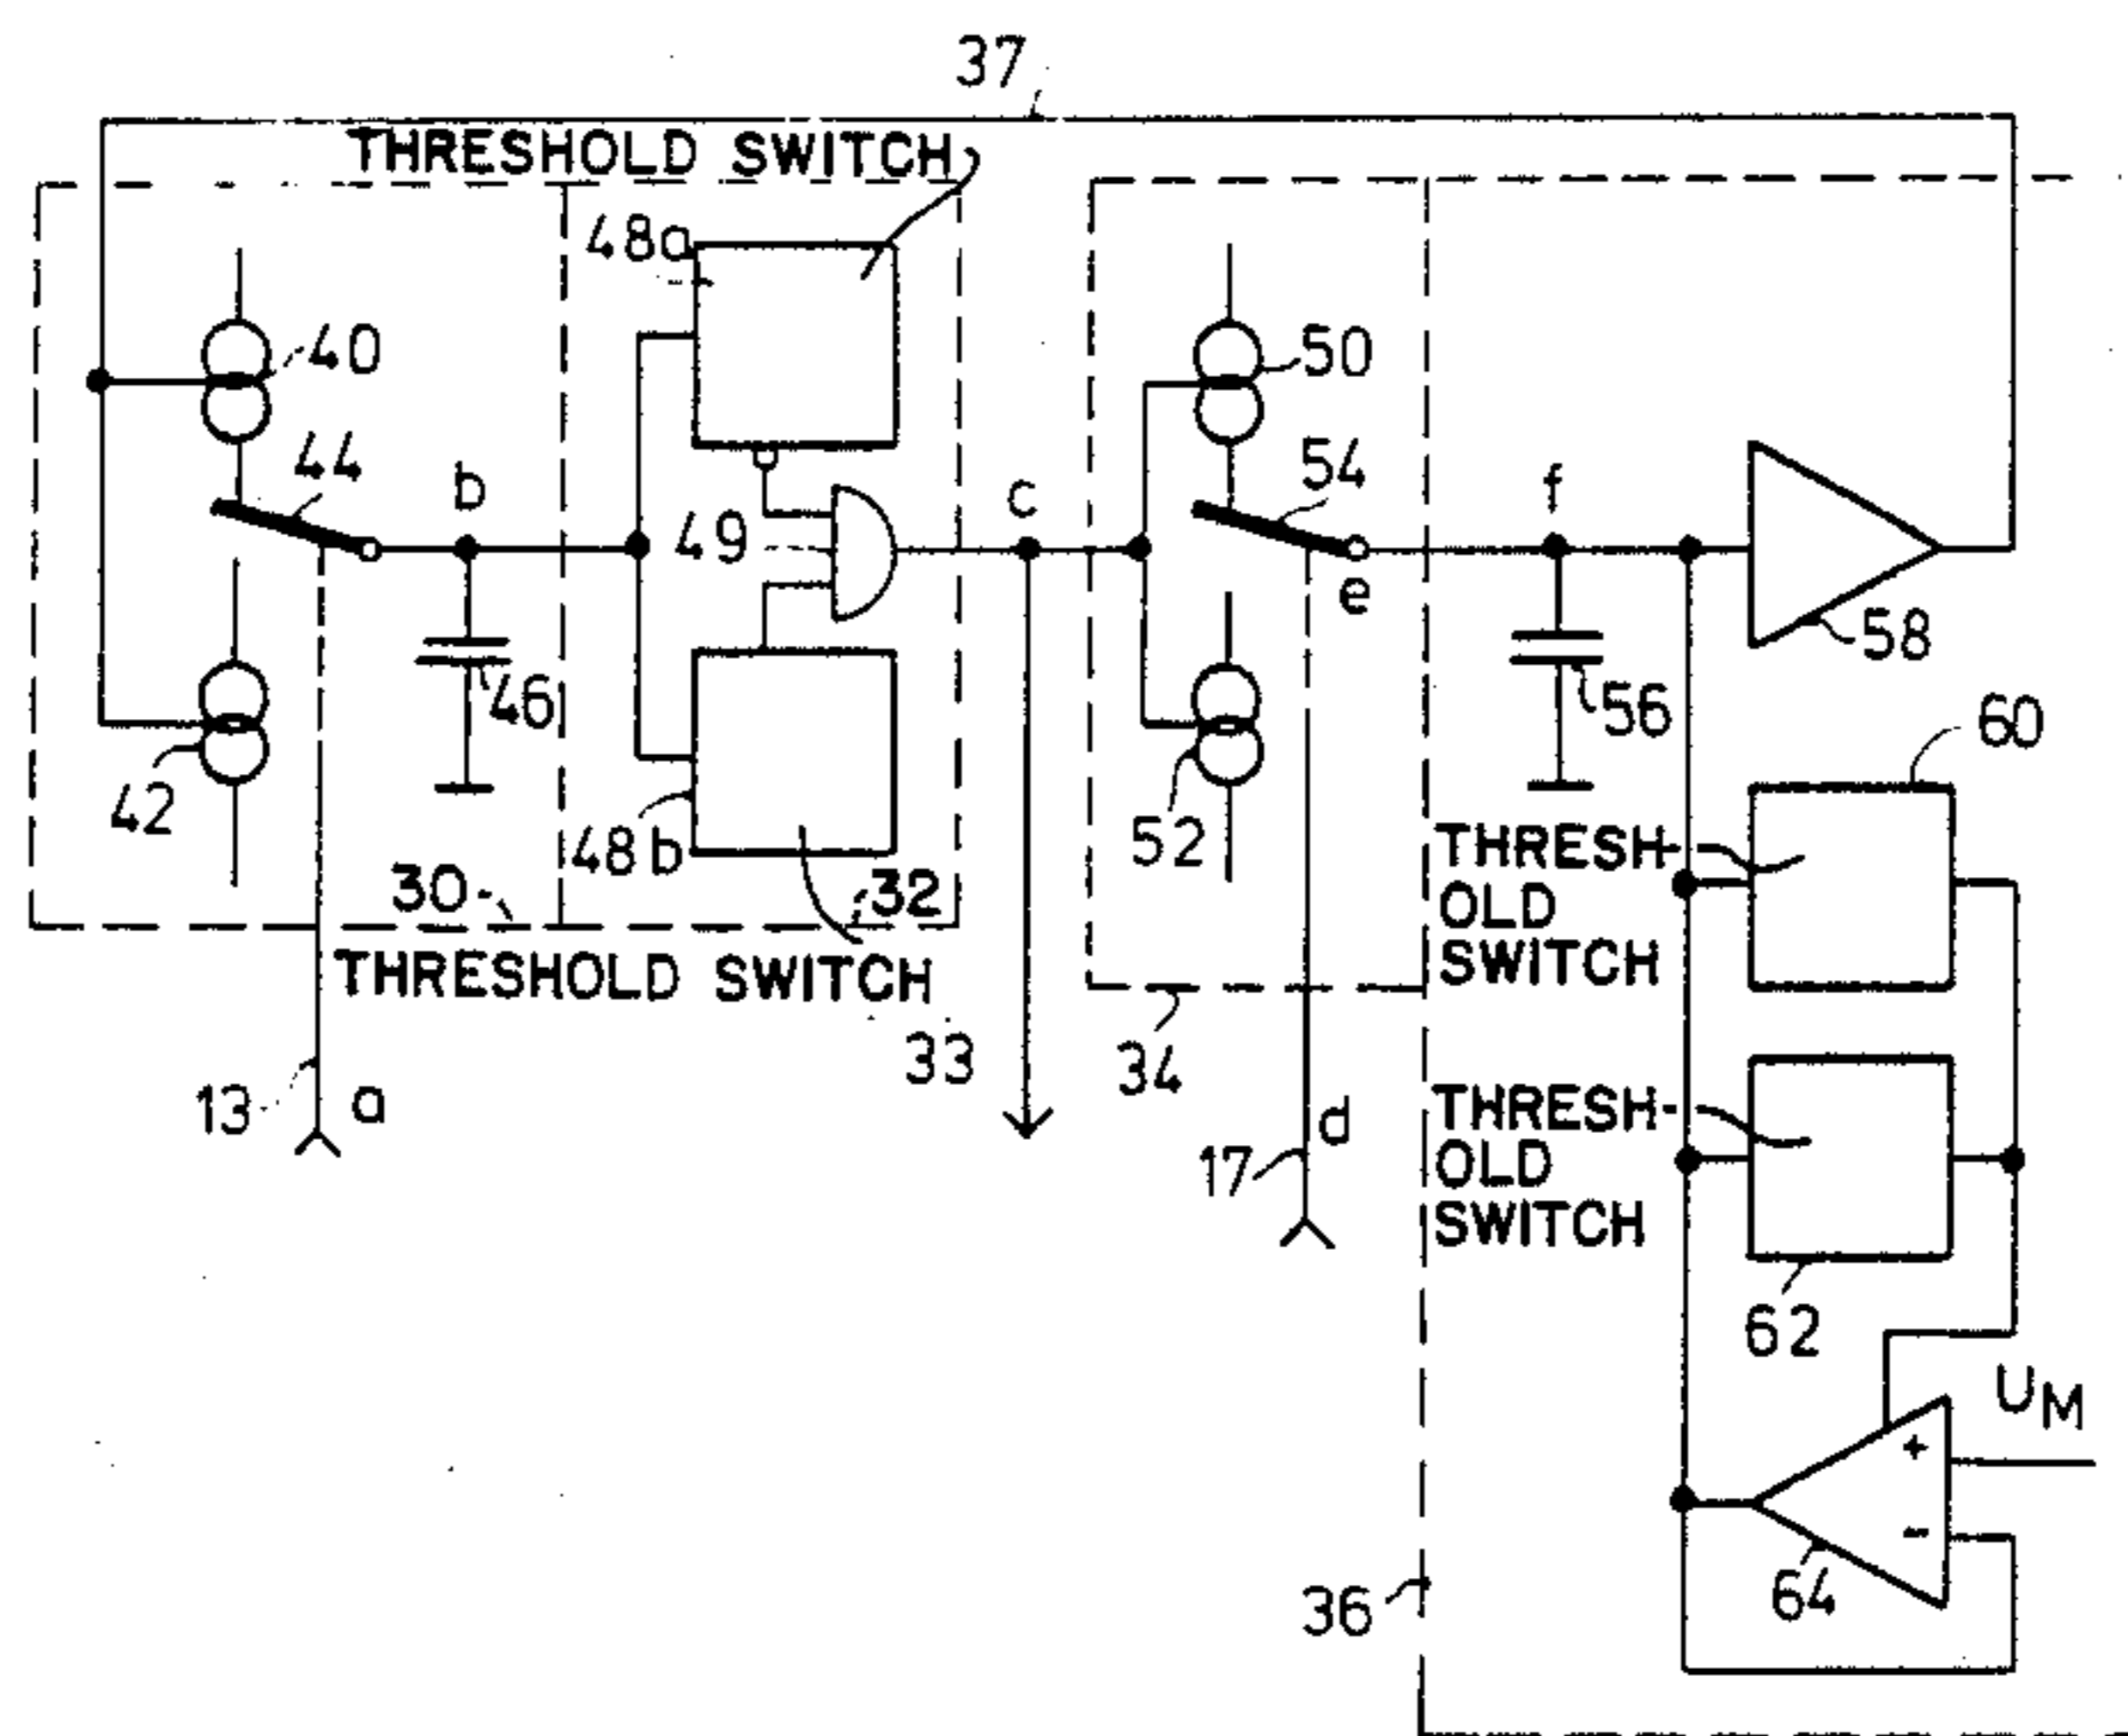 37
THRESHOLD SWITCH
48a
40
50
44
54
b
c
f
49
e
58
46
56
60
42
52
48b
THRESH-
OLD
SWITCH
30
32
THRESHOLD SWITCH
33
34
13
a
d
17
THRESH-
OLD
SWITCH
62
UM
+
-
64
36